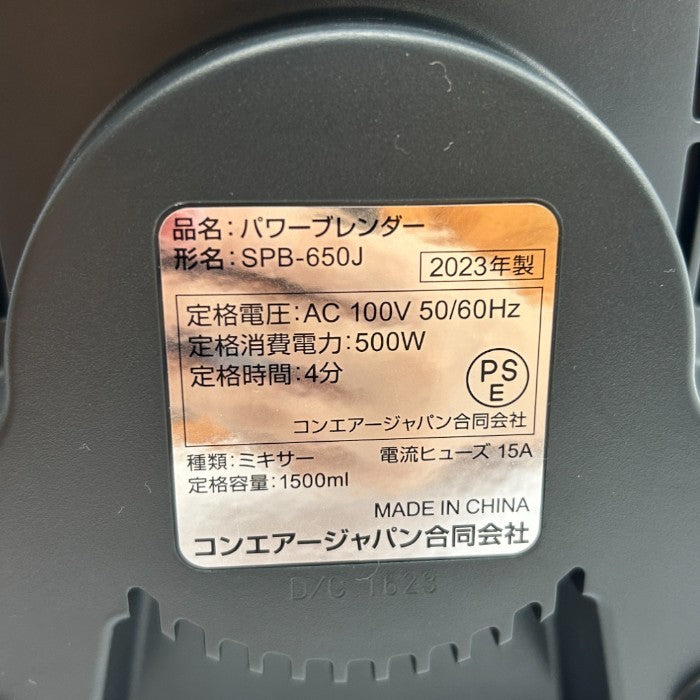 品名:パワーブレンダー
形名:SPB-650J
2023年製
定格電圧:AC 100V 50/60Hz
定格消費電力:500W
定格時間:4分
PS
E
コンエアージャパン合同会社
種類:ミキサー
電流ヒューズ 15A
定格容量:1500ml
MADE IN CHINA
コンエアージャパン合同会社
D/C 1623